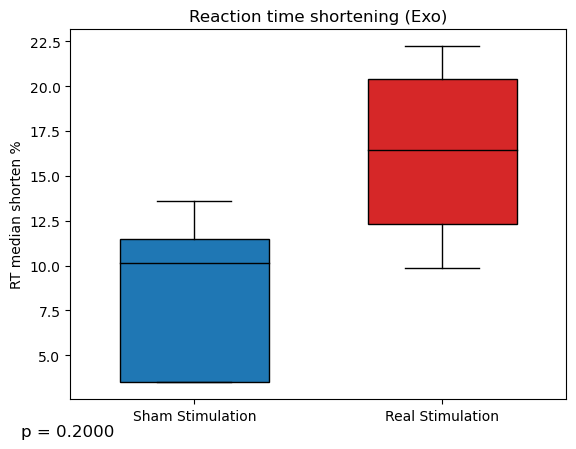 Reaction time shortening (Exo)
RT median shorten %
22.5
20.0
17.5
15.0
12.5
10.0
7.5
5.0
Sham Stimulation
Real Stimulation
p = 0.2000